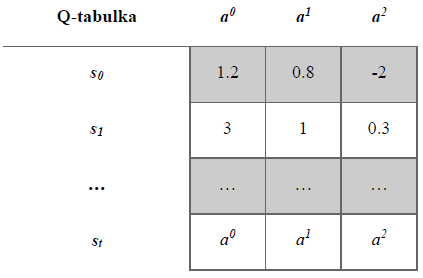 Q-tabulka a⁰ a¹ a²
s₀ 1.2 0.8 -2
s₁ 3 1 0.3
... ... ... ...
sₜ a⁰ a¹ a²